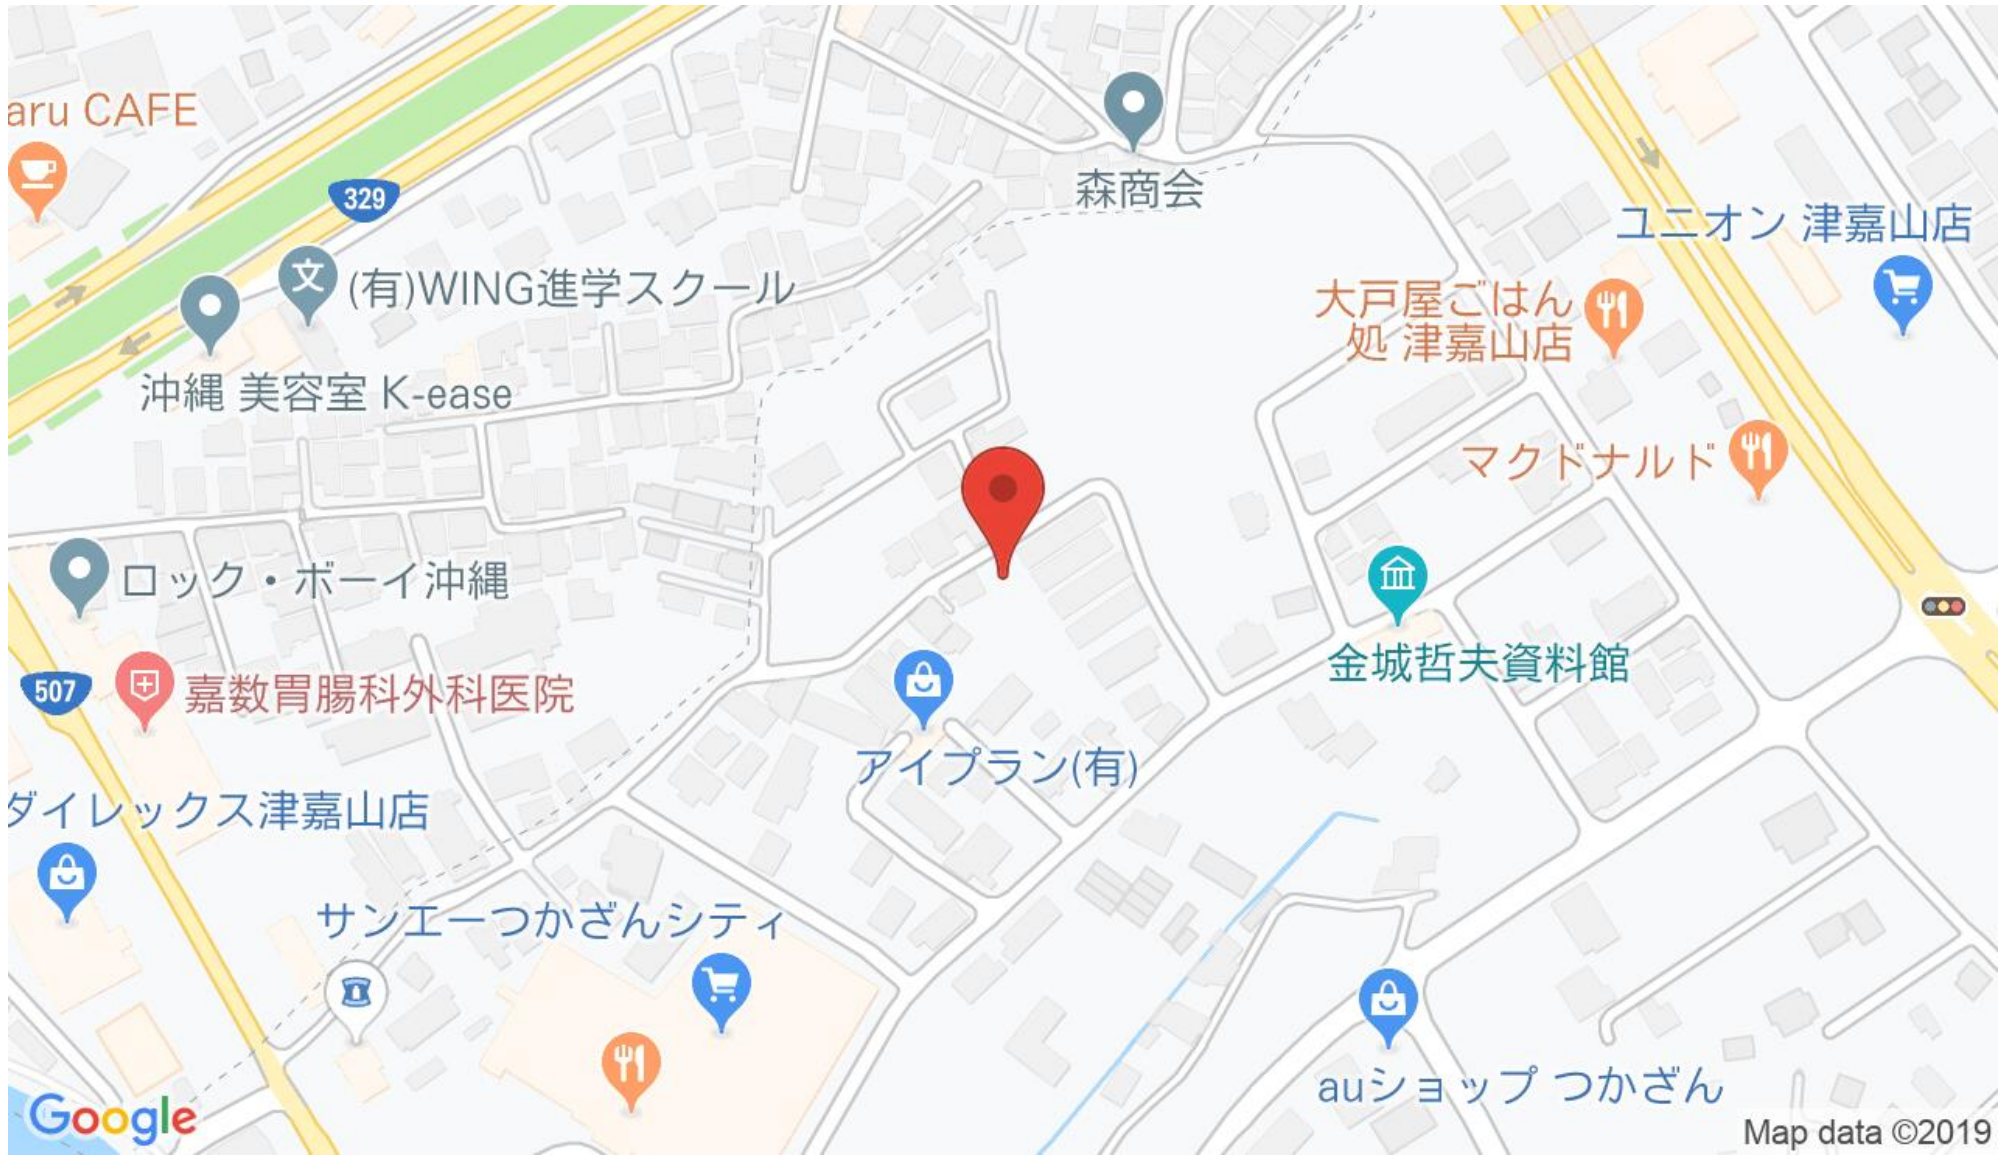 aru CAFE
329
森商会
ユニオン 津嘉山店
(有)WING進学スクール
大戸屋ごはん
処 津嘉山店
沖縄 美容室 K-ease
マクドナルド
文
ロック・ボーイ沖縄
金城哲夫資料館
507
嘉数胃腸科外科医院
アイプラン(有)
ダイレックス津嘉山店
サンエーつかざんシティ
auショップ つかざん
Google
Map data ©2019